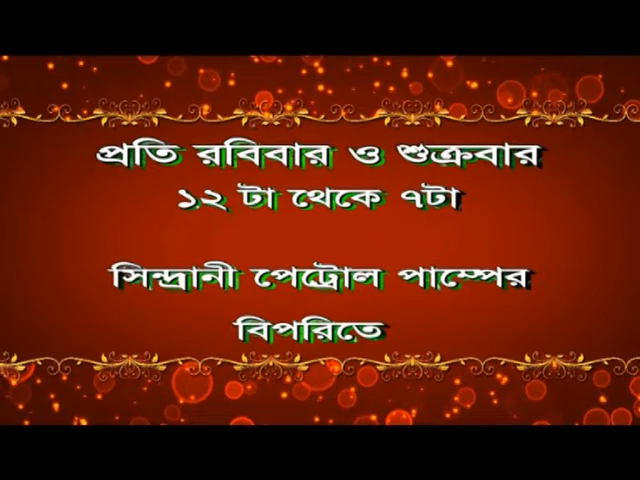 প্রতি রবিবার ও শুক্রবার
১২ টা থেকে ৭টা
সিন্দ্রানী পেট্রোল পাম্পের
বিপরিতে